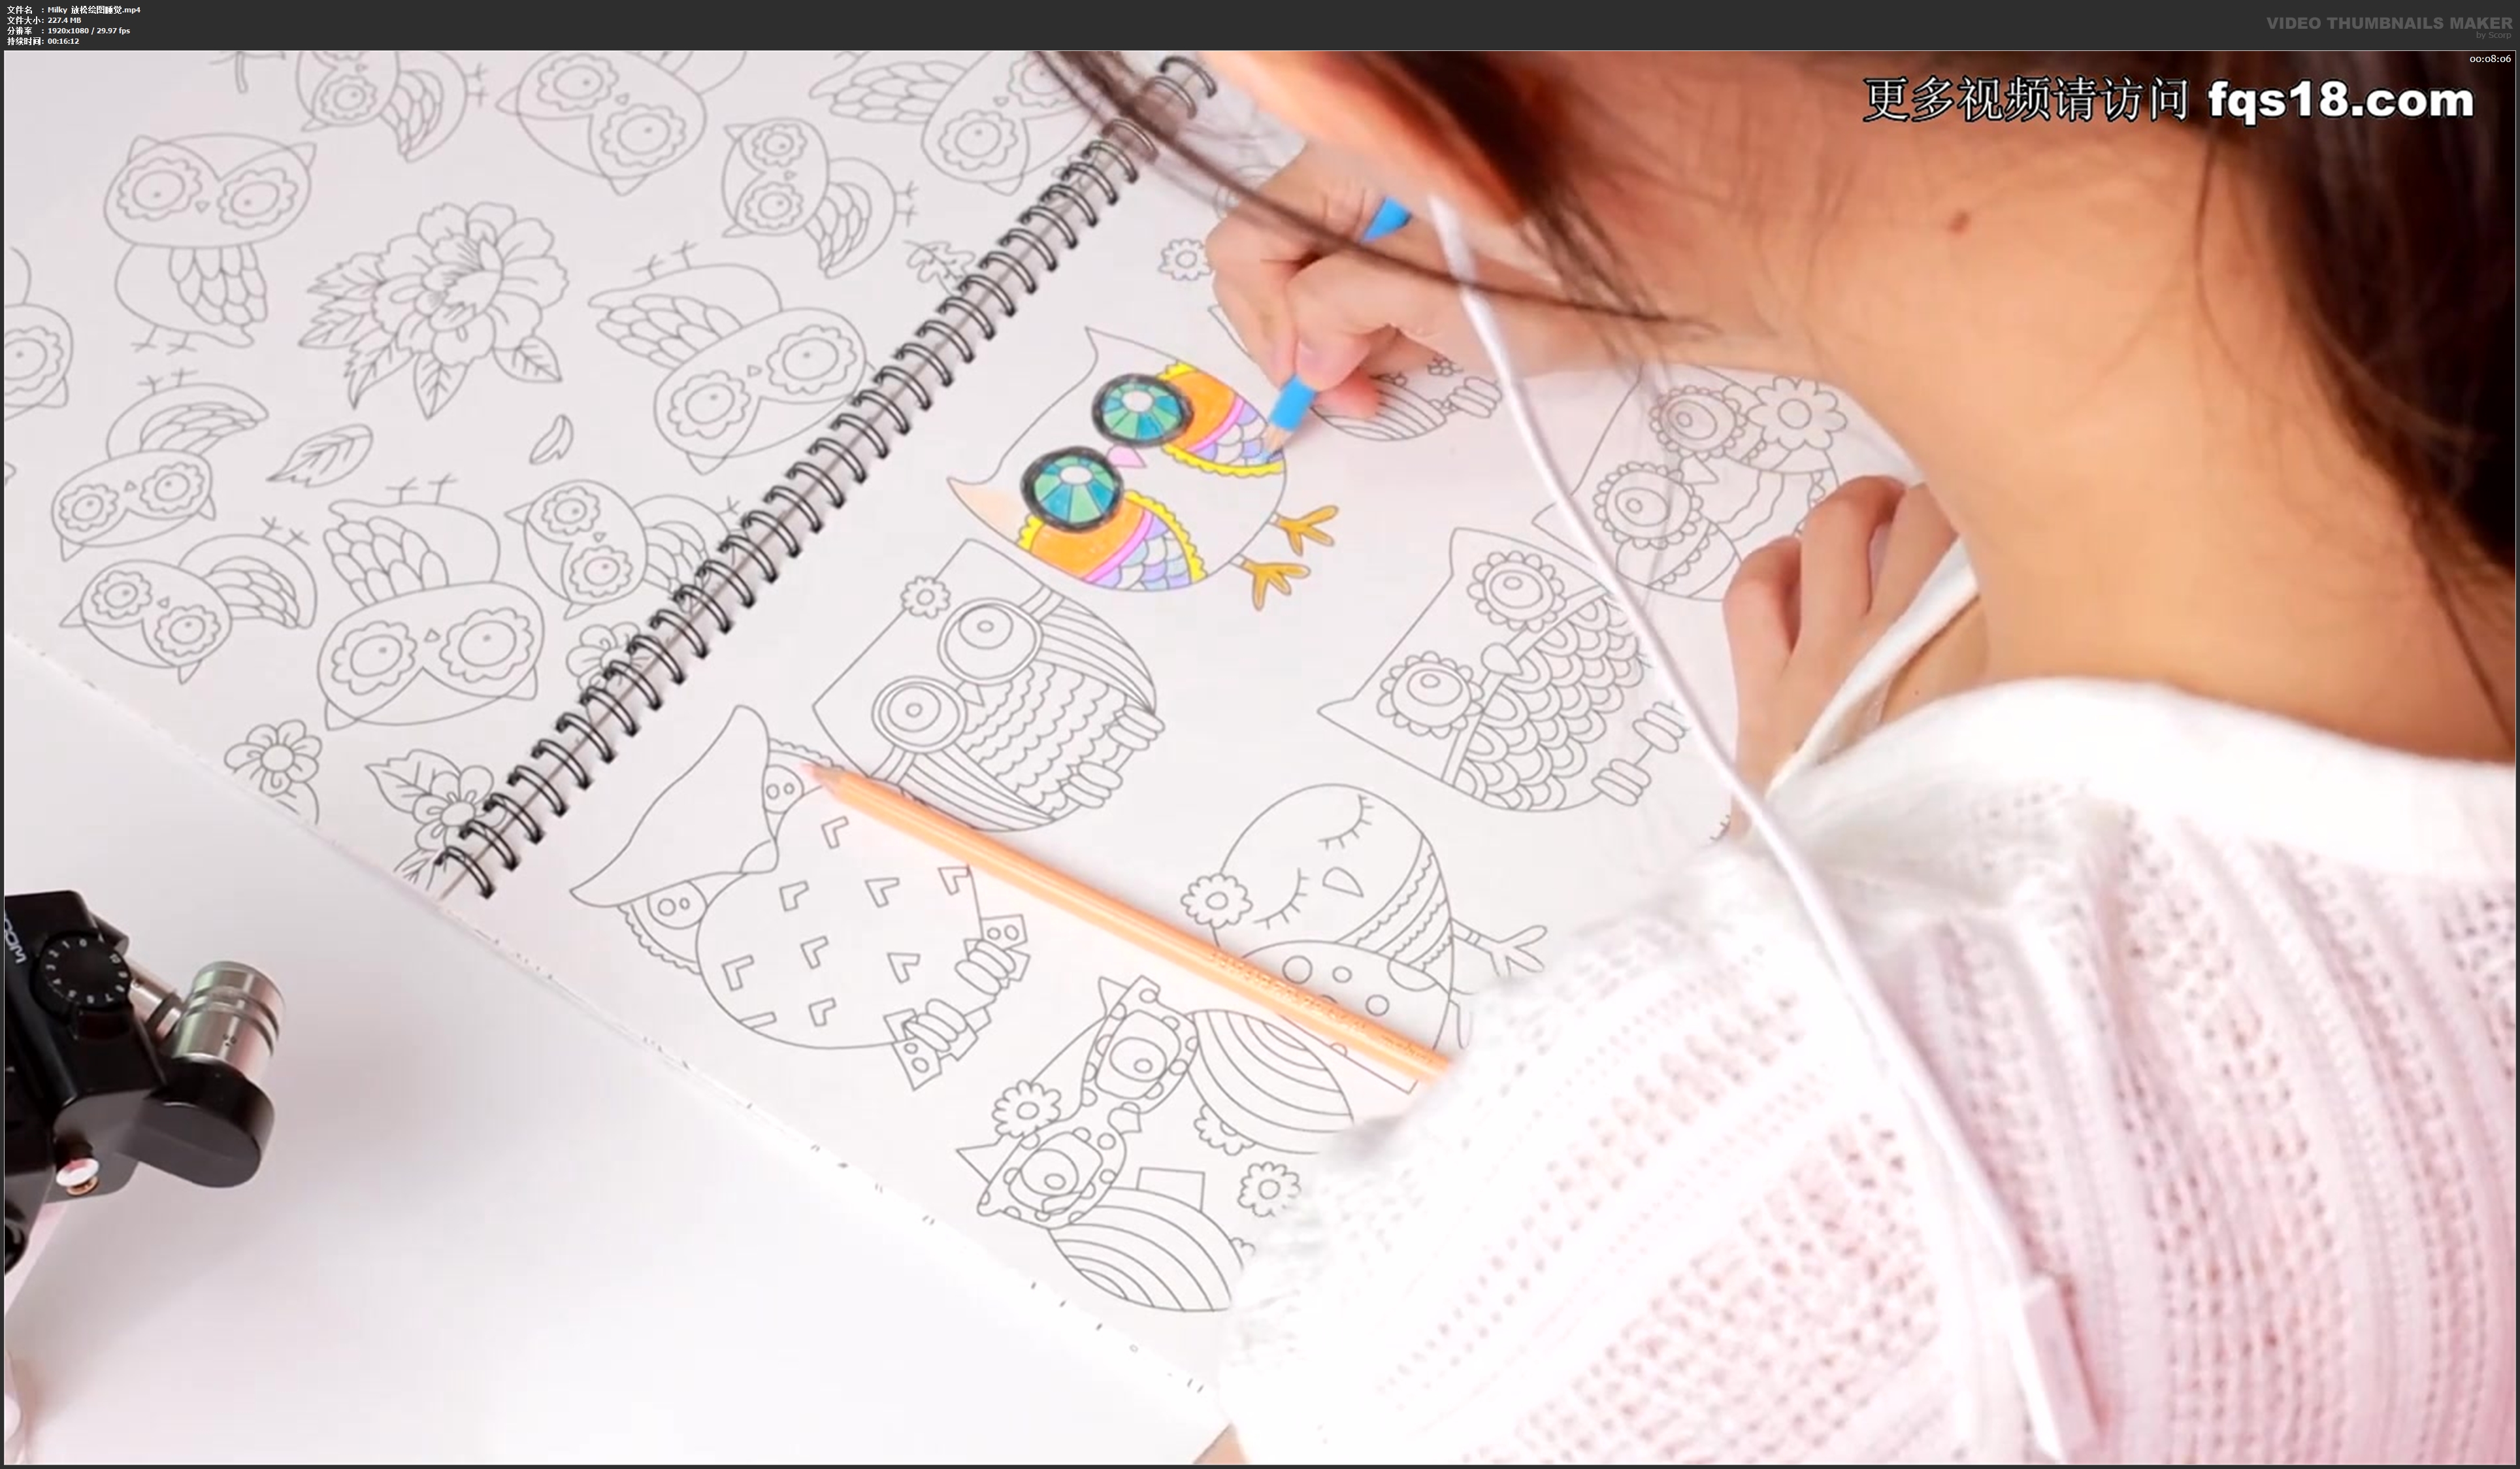 文件名 : Milky 放松绘图睡觉.mp4
文件大小: 227.4 MB
分辨率 : 1920x1080 / 29.97 fps
持续时间: 00:16:12
VIDEO THUMBNAILS MAKER
by Scorp
00:08:06
更多视频请访问 fqs18.com